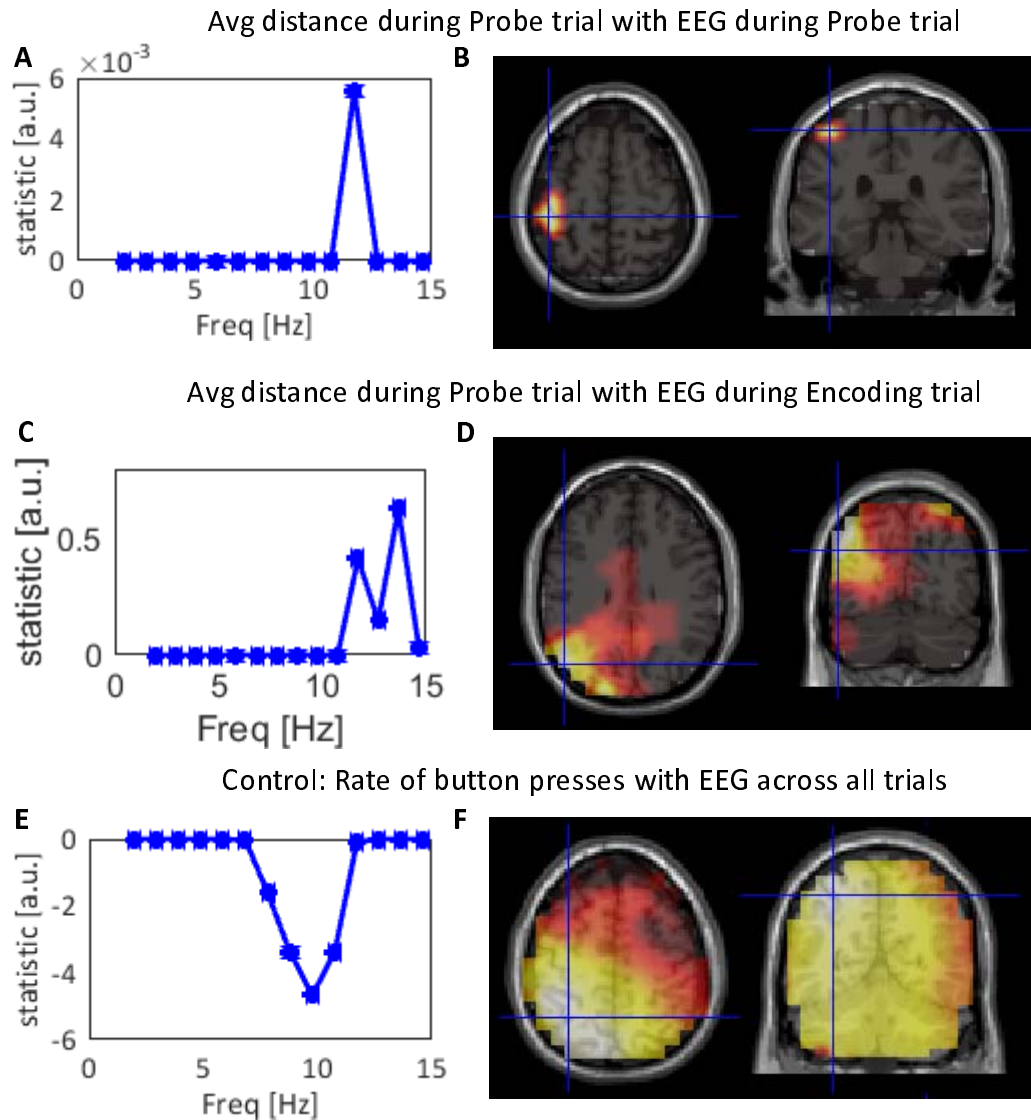 Avg distance during Probe trial with EEG during Probe trial
A
B
×10⁻³
6
4
2
0
statistic [a.u.]
0 5 10 15
Freq [Hz]
Avg distance during Probe trial with EEG during Encoding trial
C
D
0.5
0
statistic [a.u.]
0 5 10 15
Freq [Hz]
Control: Rate of button presses with EEG across all trials
E
F
0
-2
-4
-6
statistic [a.u.]
0 5 10 15
Freq [Hz]